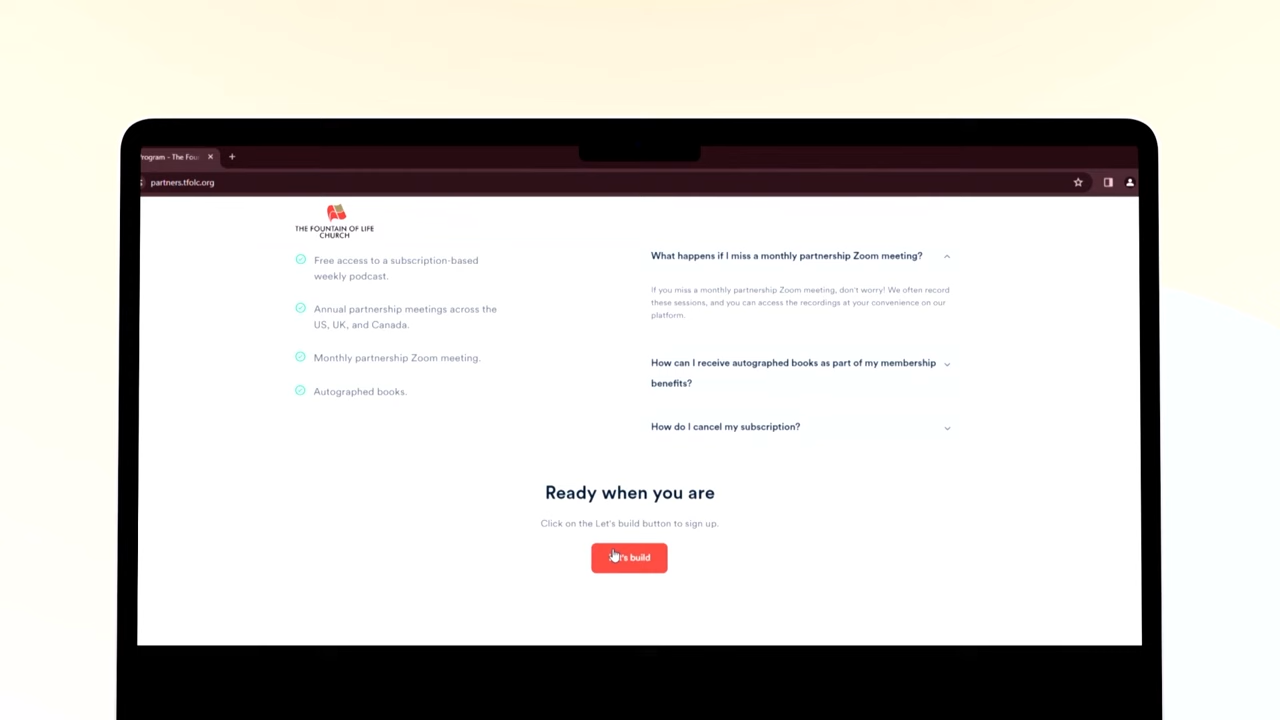 rogram - The Fou
partners.tfolc.org
THE FOUNTAIN OF LIFE
CHURCH
Free access to a subscription-based
weekly podcast.
Annual partnership meetings across the
US, UK, and Canada.
Monthly partnership Zoom meeting.
Autographed books.
What happens if I miss a monthly partnership Zoom meeting?
If you miss a monthly partnership Zoom meeting, don't worry! We often record
these sessions, and you can access the recordings at your convenience on our
platform.
How can I receive autographed books as part of my membership
benefits?
How do I cancel my subscription?
Ready when you are
Click on the Let's build button to sign up.
's build